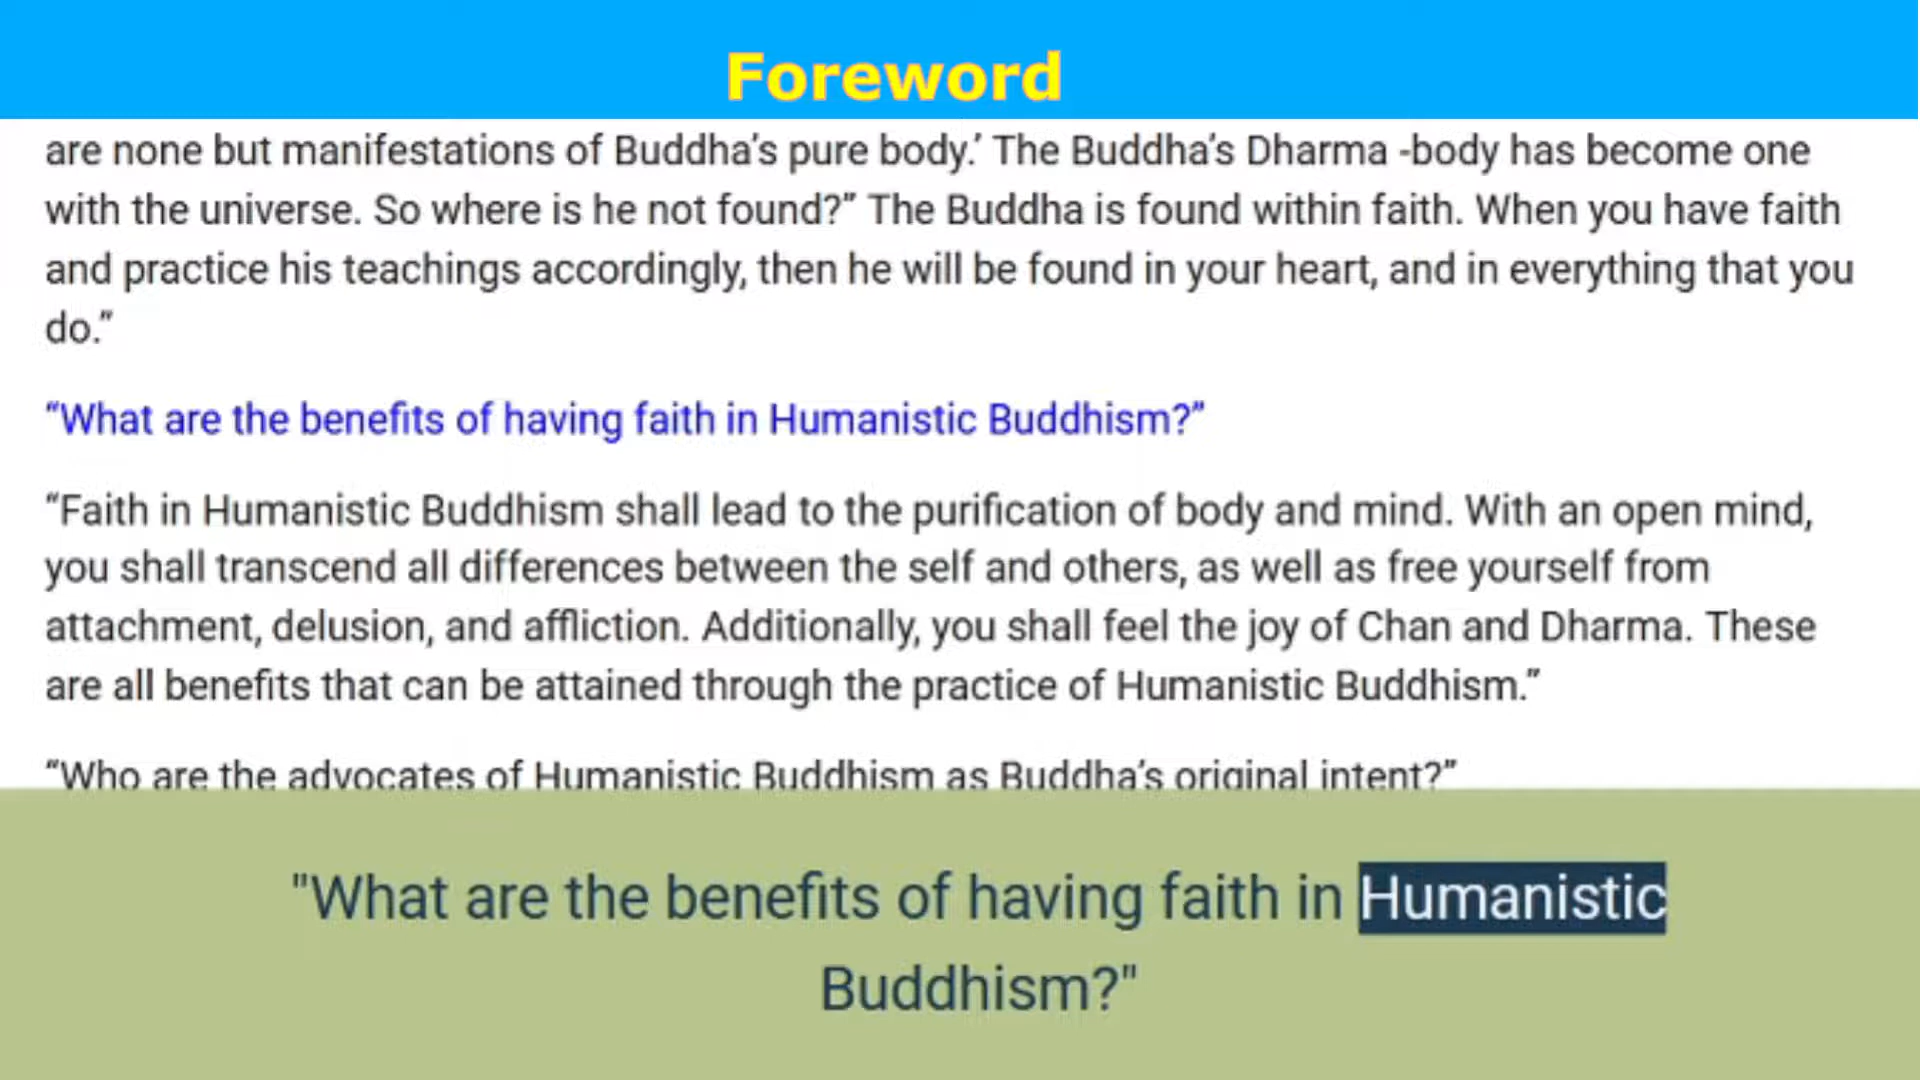 Foreword
are none but manifestations of Buddha’s pure body.’ The Buddha’s Dharma -body has become one
with the universe. So where is he not found?” The Buddha is found within faith. When you have faith
and practice his teachings accordingly, then he will be found in your heart, and in everything that you
do.”
“What are the benefits of having faith in Humanistic Buddhism?”
“Faith in Humanistic Buddhism shall lead to the purification of body and mind. With an open mind,
you shall transcend all differences between the self and others, as well as free yourself from
attachment, delusion, and affliction. Additionally, you shall feel the joy of Chan and Dharma. These
are all benefits that can be attained through the practice of Humanistic Buddhism.”
“Who are the advocates of Humanistic Buddhism as Buddha’s original intent?”
"What are the benefits of having faith in Humanistic
Buddhism?"